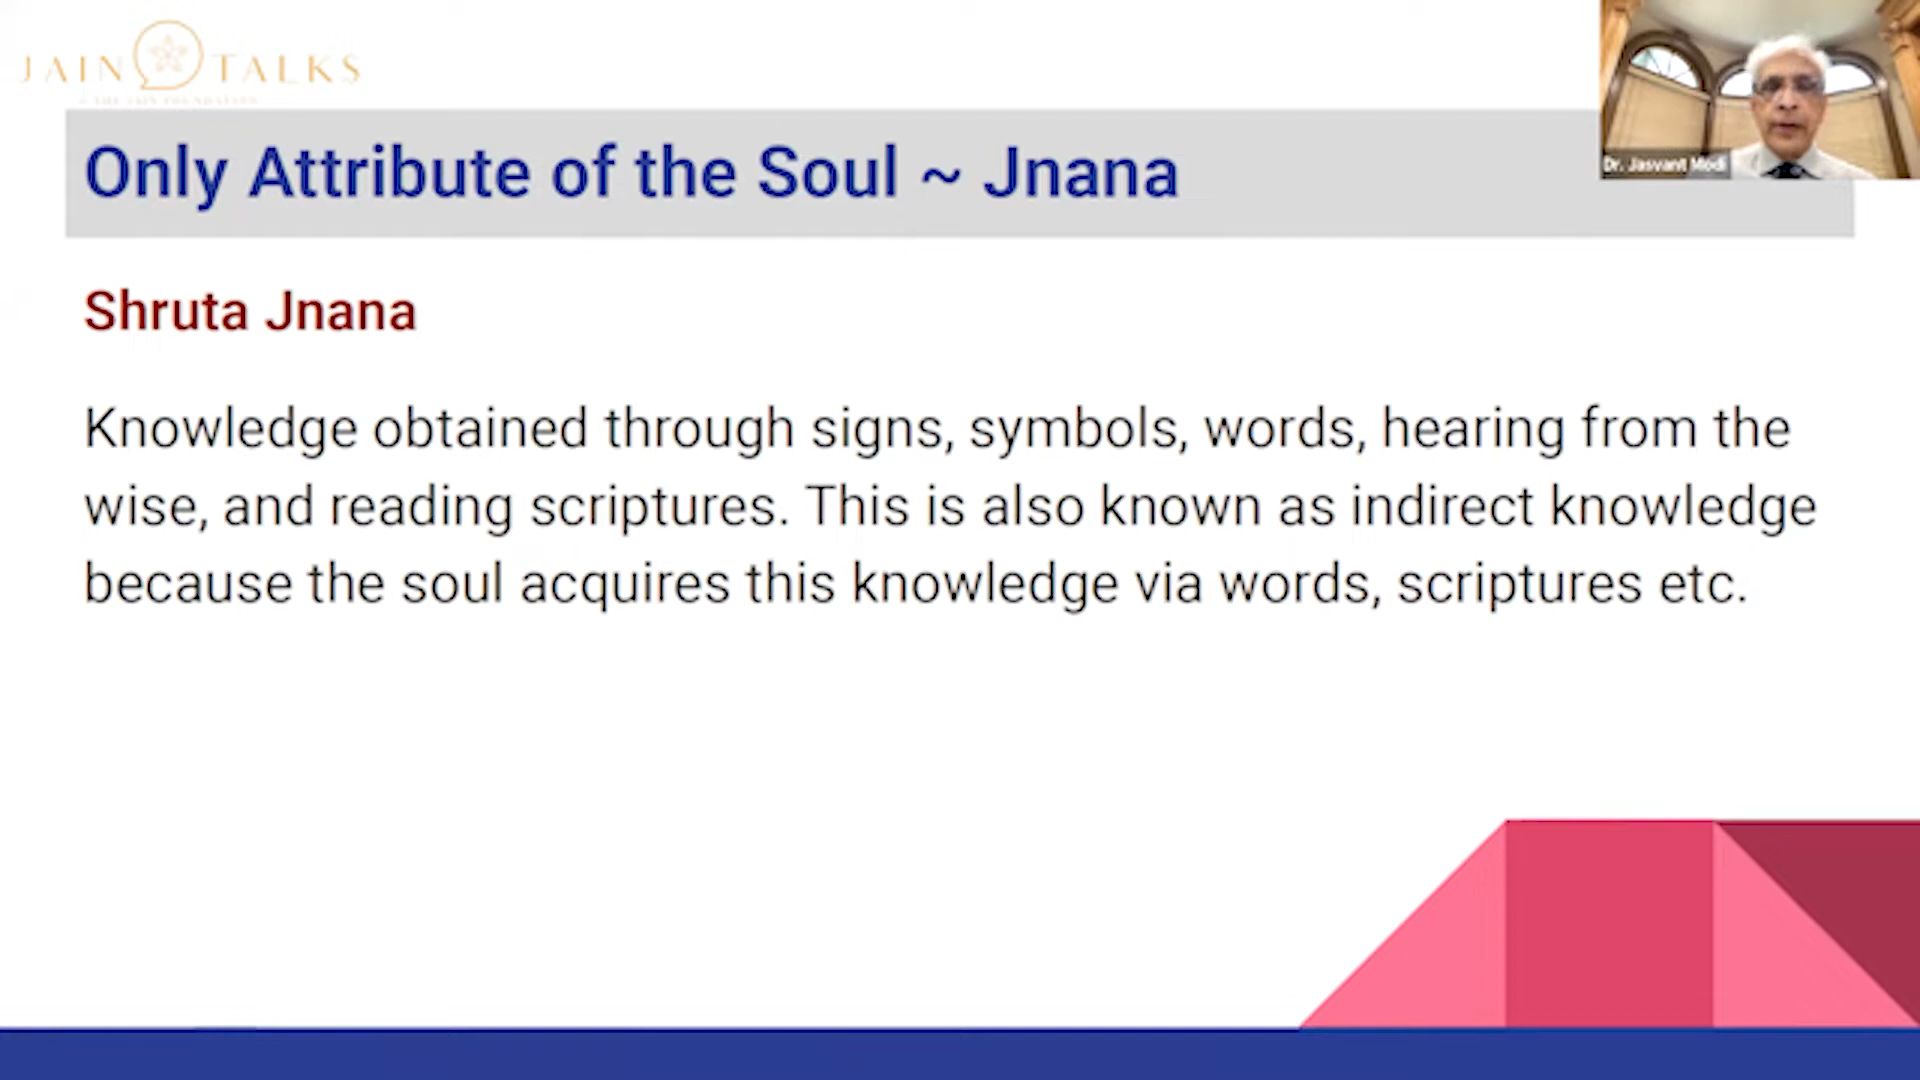 JAIN TALKS
Dr. Jasvant Modi
Only Attribute of the Soul ~ Jnana
Shruta Jnana
Knowledge obtained through signs, symbols, words, hearing from the
wise, and reading scriptures. This is also known as indirect knowledge
because the soul acquires this knowledge via words, scriptures etc.